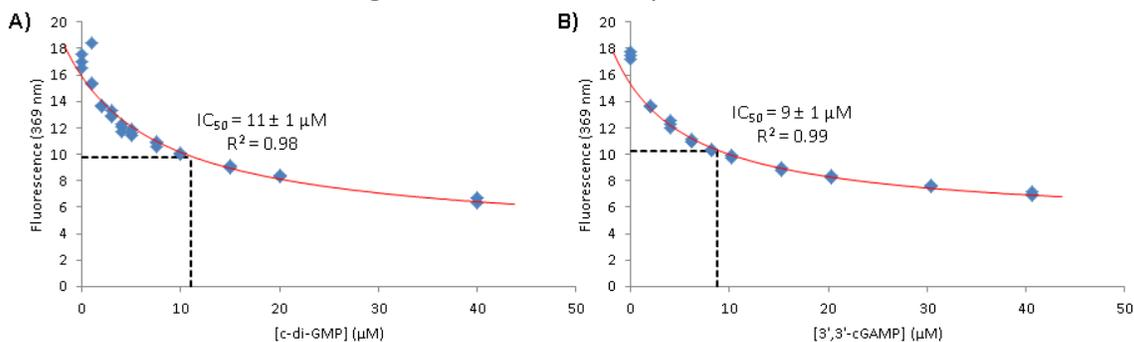 A)
20
18
16
14
12
10
8
6
4
2
0
Fluorescence (369 nm)
IC50 = 11 ± 1 μM
R2 = 0.98
0 10 20 30 40 50
[c-di-GMP] (μM)
B)
20
18
16
14
12
10
8
6
4
2
0
Fluorescence (369 nm)
IC50 = 9 ± 1 μM
R2 = 0.99
0 10 20 30 40 50
[3',3'-cGAMP] (μM)